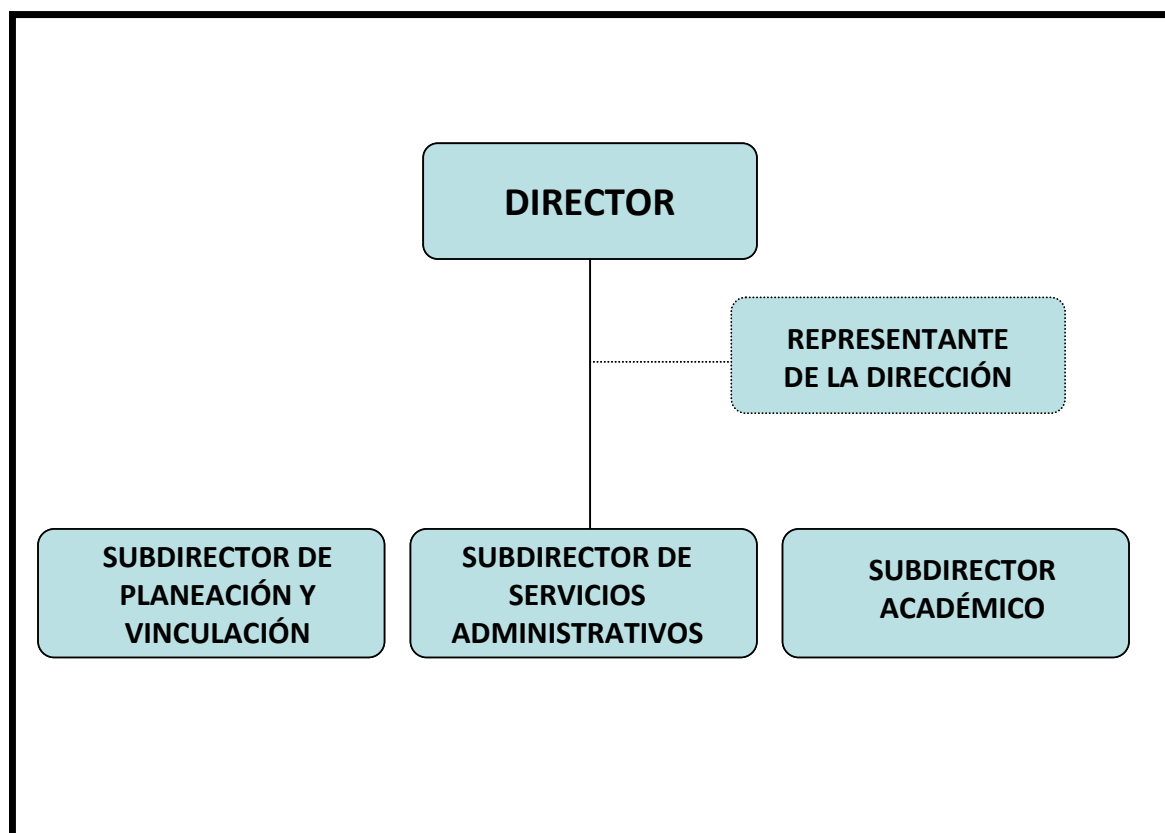 DIRECTOR
REPRESENTANTE
DE LA DIRECCIÓN
SUBDIRECTOR DE
PLANEACIÓN Y
VINCULACIÓN
SUBDIRECTOR DE
SERVICIOS
ADMINISTRATIVOS
SUBDIRECTOR
ACADÉMICO